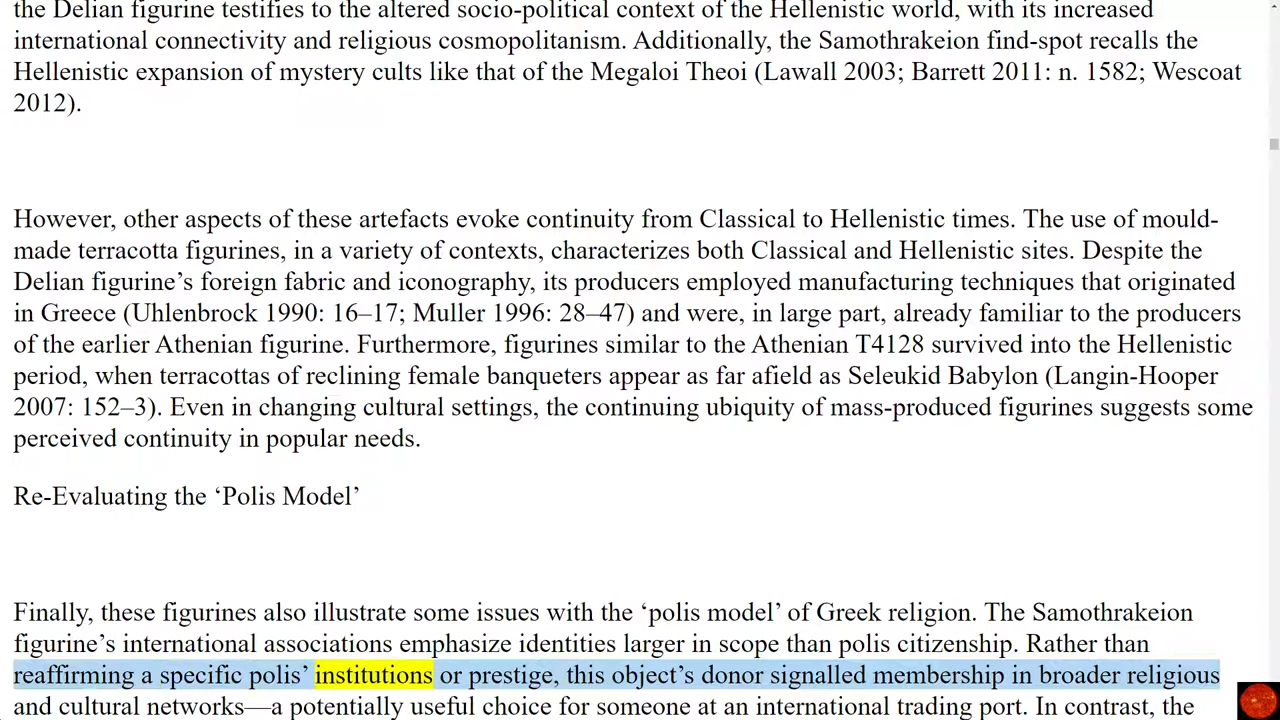 the Delian figurine testifies to the altered socio-political context of the Hellenistic world, with its increased
international connectivity and religious cosmopolitanism. Additionally, the Samothrakeion find-spot recalls the
Hellenistic expansion of mystery cults like that of the Megaloi Theoi (Lawall 2003; Barrett 2011: n. 1582; Wescoat
2012).
However, other aspects of these artefacts evoke continuity from Classical to Hellenistic times. The use of mould-
made terracotta figurines, in a variety of contexts, characterizes both Classical and Hellenistic sites. Despite the
Delian figurine’s foreign fabric and iconography, its producers employed manufacturing techniques that originated
in Greece (Uhlenbrock 1990: 16–17; Muller 1996: 28–47) and were, in large part, already familiar to the producers
of the earlier Athenian figurine. Furthermore, figurines similar to the Athenian T4128 survived into the Hellenistic
period, when terracottas of reclining female banqueters appear as far afield as Seleukid Babylon (Langin-Hooper
2007: 152–3). Even in changing cultural settings, the continuing ubiquity of mass-produced figurines suggests some
perceived continuity in popular needs.
Re-Evaluating the ‘Polis Model’
Finally, these figurines also illustrate some issues with the ‘polis model’ of Greek religion. The Samothrakeion
figurine’s international associations emphasize identities larger in scope than polis citizenship. Rather than
reaffirming a specific polis’ institutions or prestige, this object’s donor signalled membership in broader religious
and cultural networks—a potentially useful choice for someone at an international trading port. In contrast, the